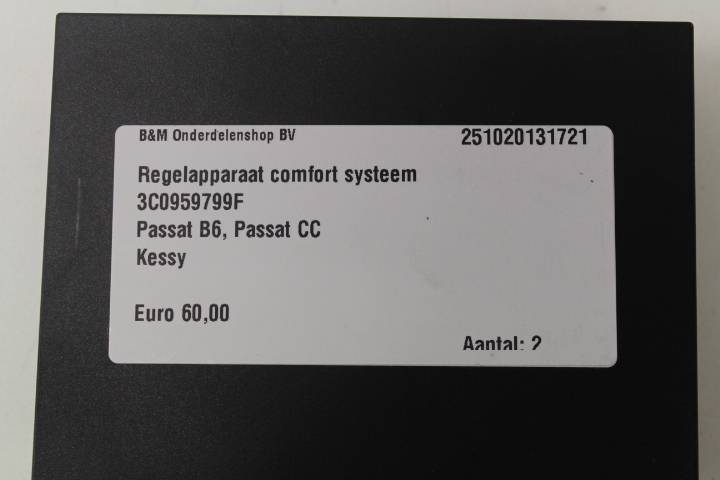 B&M Onderdelenshop BV 251020131721
Regelapparaat comfort systeem
3C0959799F
Passat B6, Passat CC
Kessy
Euro 60,00
Aantal: 2